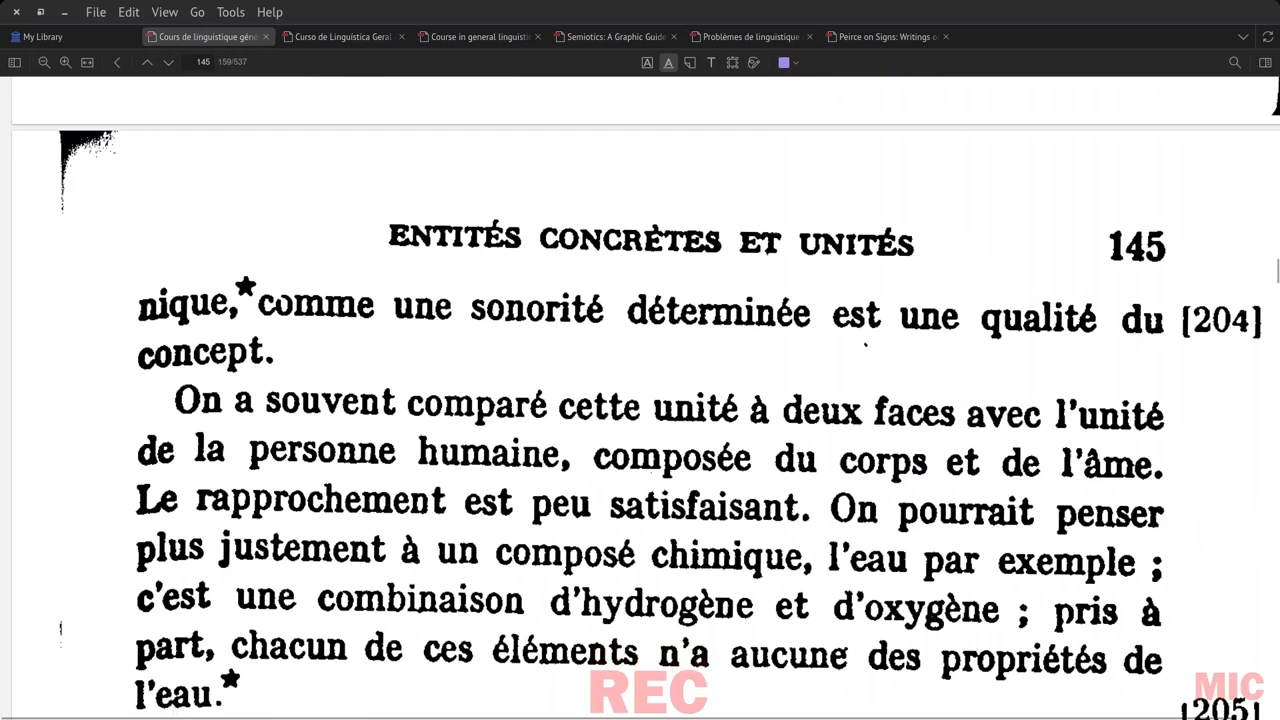 File Edit View Go Tools Help
My Library Cours de linguistique géné Curso de Linguística Geral Course in general linguisti Semiotics: A Graphic Guide Problèmes de linguistique Peirce on Signs: Writings o
145 159/537
ENTITÉS CONCRÈTES ET UNITÉS 145
nique,★comme une sonorité déterminée est une qualité du [204]
concept.
On a souvent comparé cette unité à deux faces avec l'unité
de la personne humaine, composée du corps et de l'âme.
Le rapprochement est peu satisfaisant. On pourrait penser
plus justement à un composé chimique, l'eau par exemple ;
c'est une combinaison d'hydrogène et d'oxygène ; pris à
part, chacun de ces éléments n'a aucune des propriétés de
l'eau.★
REC MIC
[205]